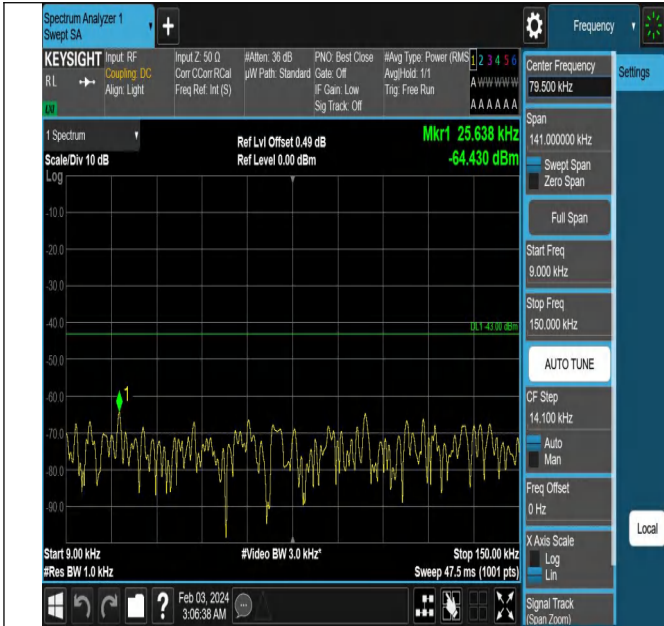 Spectrum Analyzer 1
Swept SA
+
Frequency
KEYSIGHT
RL
LXI
Input: RF
Coupling: DC
Align: Light
Input Z: 50 Ω
Corr CCorr RCal
Freq Ref: Int (S)
#Atten: 36 dB
µW Path: Standard
PNO: Best Close
Gate: Off
IF Gain: Low
Sig Track: Off
#Avg Type: Power (RMS
Avg|Hold: 1/1
Trig: Free Run
1 2 3 4 5 6
A W W W W W
A A A A A A
1 Spectrum
Scale/Div 10 dB
Log
Ref Lvl Offset 0.49 dB
Ref Level 0.00 dBm
Mkr1 25.638 kHz
-64.430 dBm
-10.0
-20.0
-30.0
-40.0
-50.0
-60.0
-70.0
-80.0
-90.0
DL1 -43.00 dBm
1
Start 9.00 kHz
#Res BW 1.0 kHz
#Video BW 3.0 kHz*
Stop 150.00 kHz
Sweep 47.5 ms (1001 pts)
Feb 03, 2024
3:06:38 AM
?
Center Frequency
79.500 kHz
Settings
Span
141.000000 kHz
Swept Span
Zero Span
Full Span
Start Freq
9.000 kHz
Stop Freq
150.000 kHz
AUTO TUNE
CF Step
14.100 kHz
Auto
Man
Freq Offset
0 Hz
X Axis Scale
Log
Lin
Local
Signal Track
(Span Zoom)